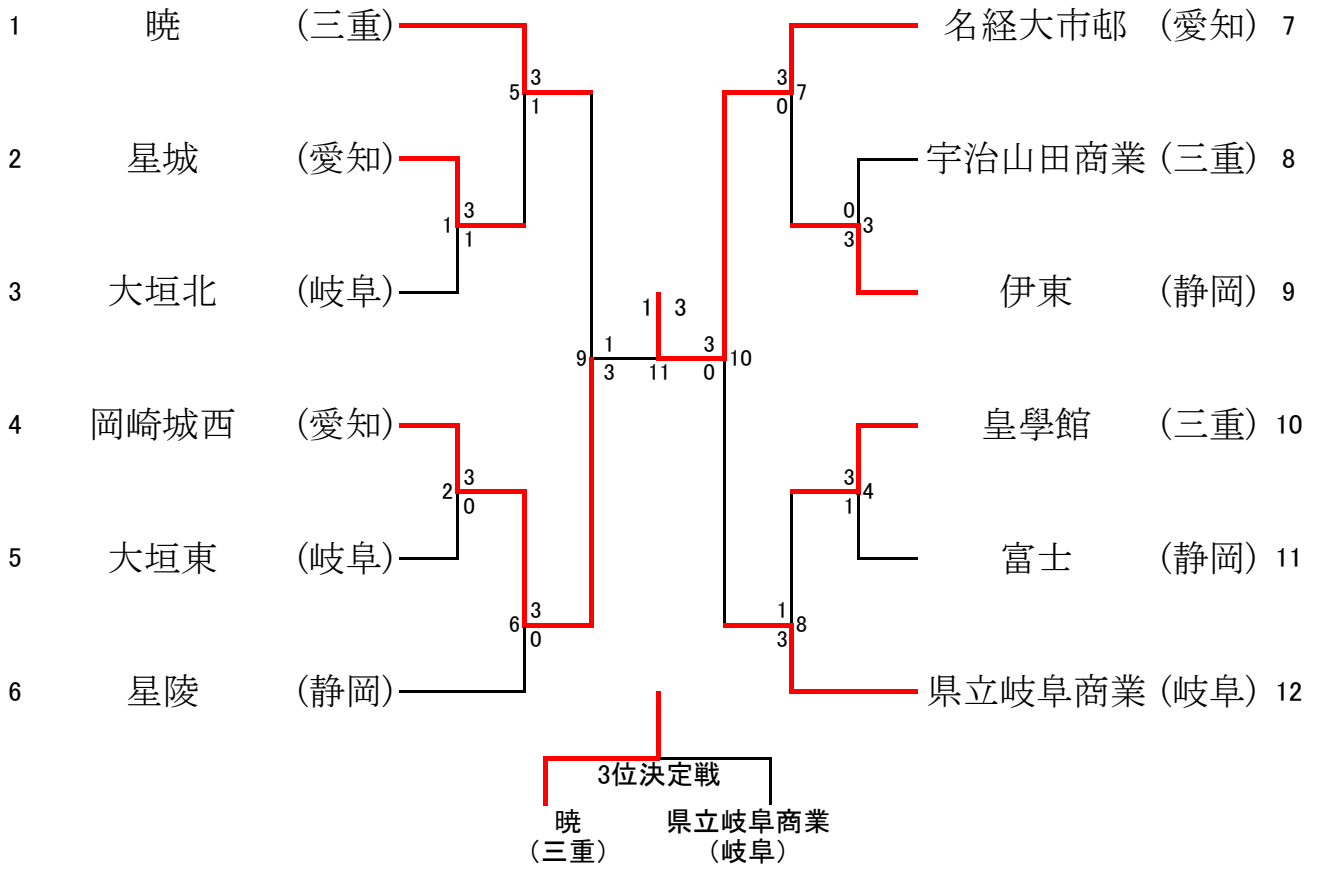 1 暁 (三重) 名経大市邨 (愛知) 7
3 3
5 7
1 0
2 星城 (愛知) 宇治山田商業 (三重) 8
3 0
1 3
1 3
3 大垣北 (岐阜) 伊東 (静岡) 9
1 3
1 3
9 10
3 11 0
4 岡崎城西 (愛知) 皇學館 (三重) 10
3 3
2 4
0 1
5 大垣東 (岐阜) 富士 (静岡) 11
3 1
6 8
0 3
6 星陵 (静岡) 県立岐阜商業 (岐阜) 12
3位決定戦
暁 県立岐阜商業
(三重) (岐阜)